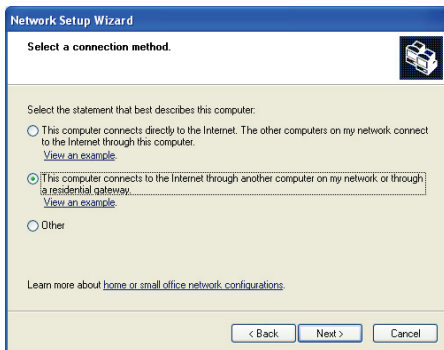 Network Setup Wizard
Select a connection method.
Select the statement that best describes this computer:
This computer connects directly to the Internet. The other computers on my network connect
to the Internet through this computer.
View an example.
This computer connects to the Internet through another computer on my network or through
a residential gateway.
View an example.
Other
Learn more about home or small office network configurations.
< Back Next > Cancel